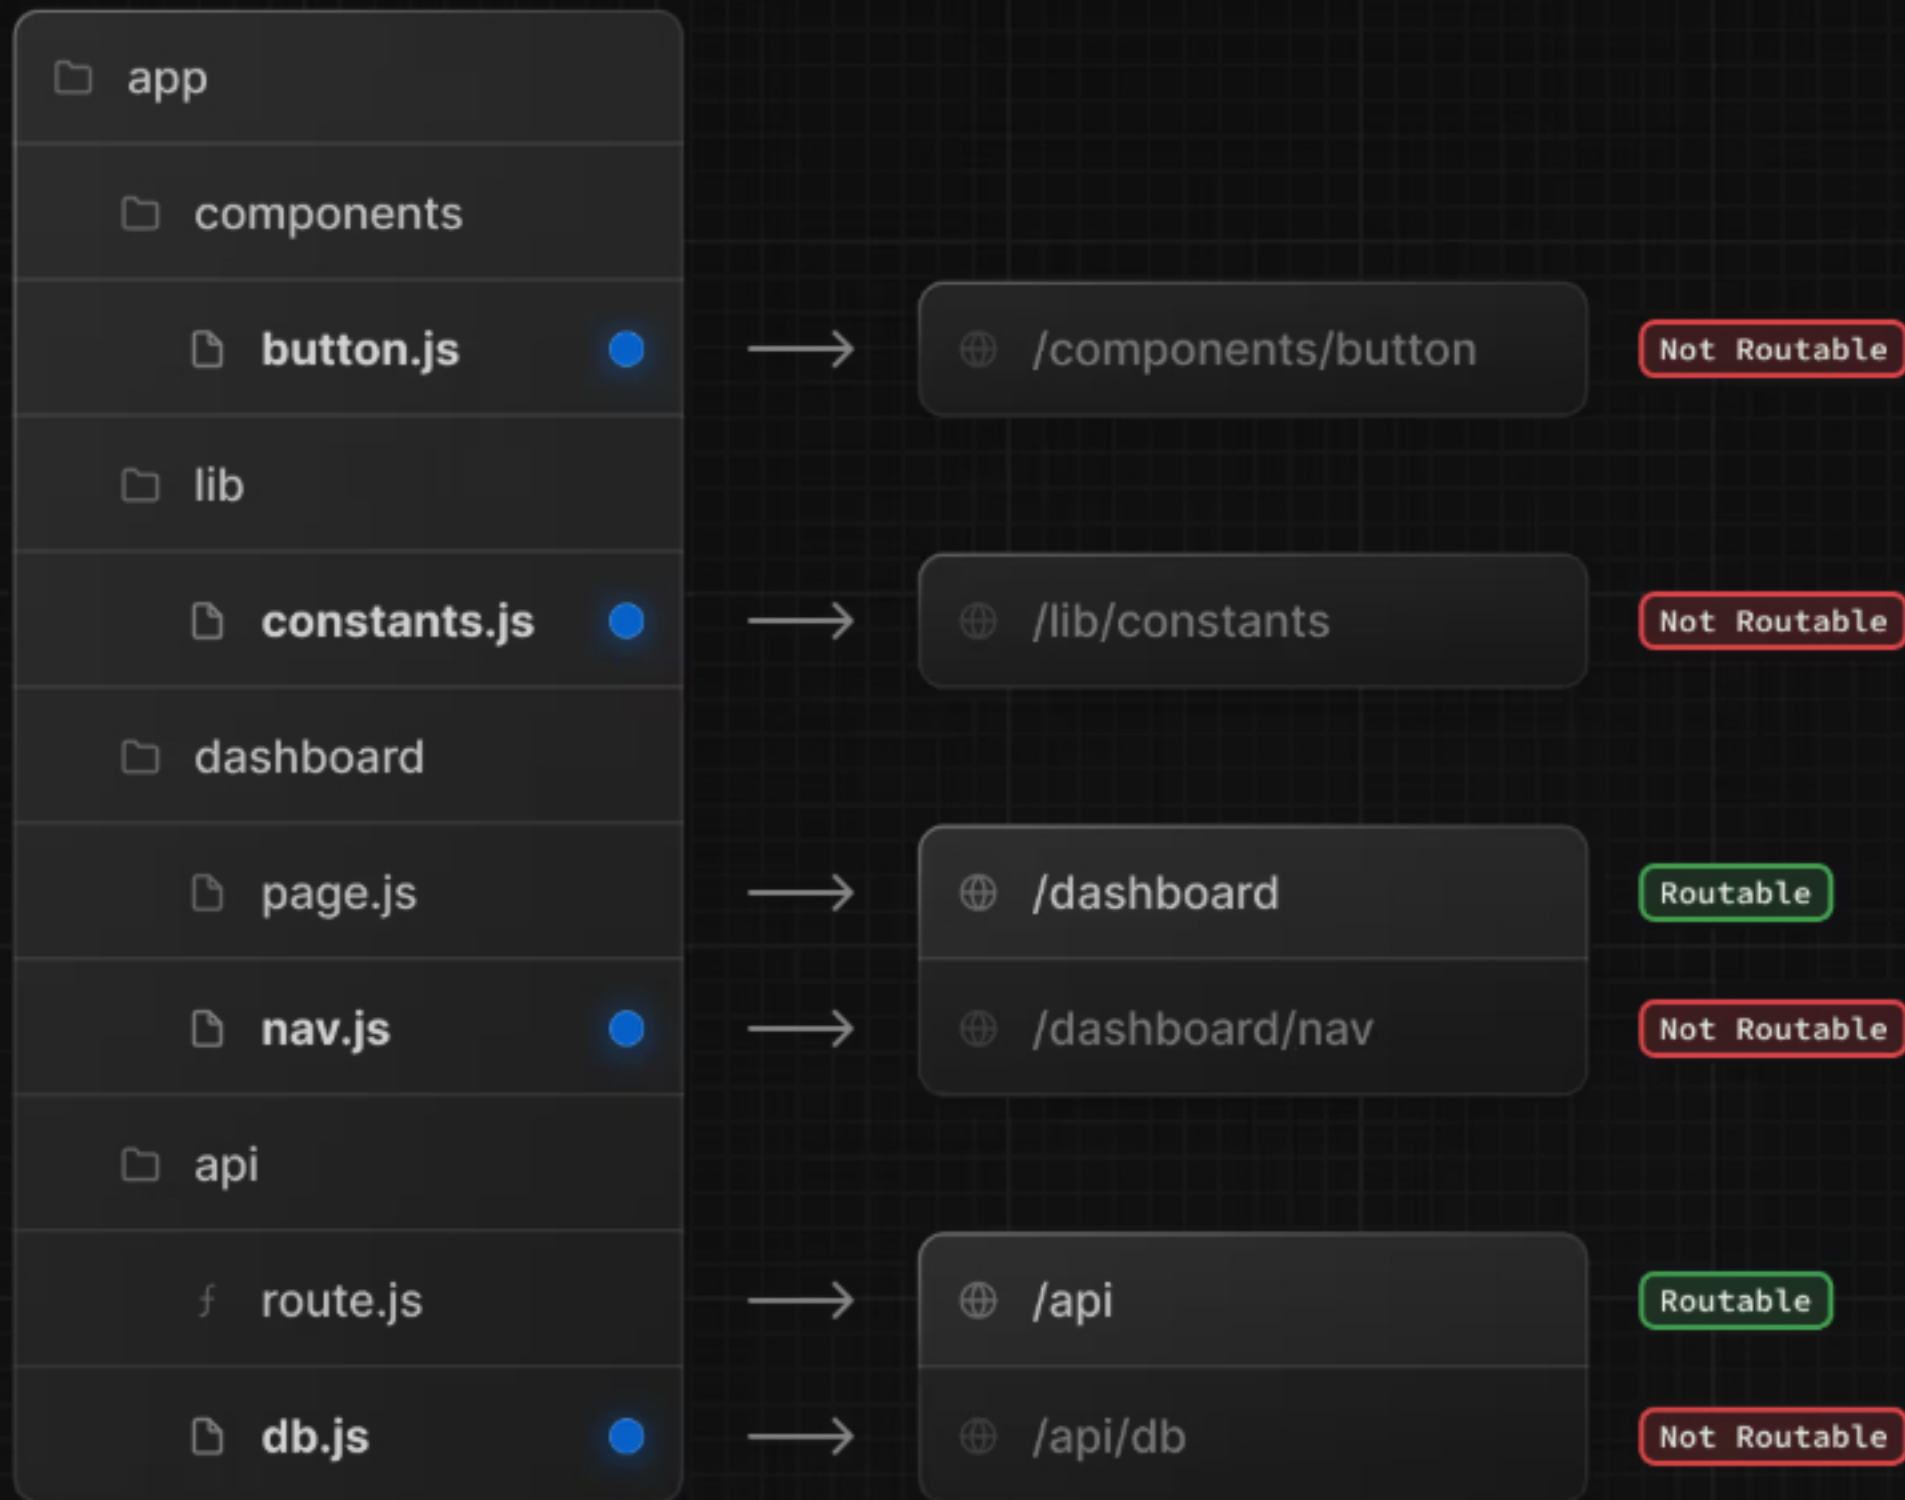 app
components
button.js /components/button Not Routable
lib
constants.js /lib/constants Not Routable
dashboard
page.js /dashboard Routable
nav.js /dashboard/nav Not Routable
api
route.js /api Routable
db.js /api/db Not Routable